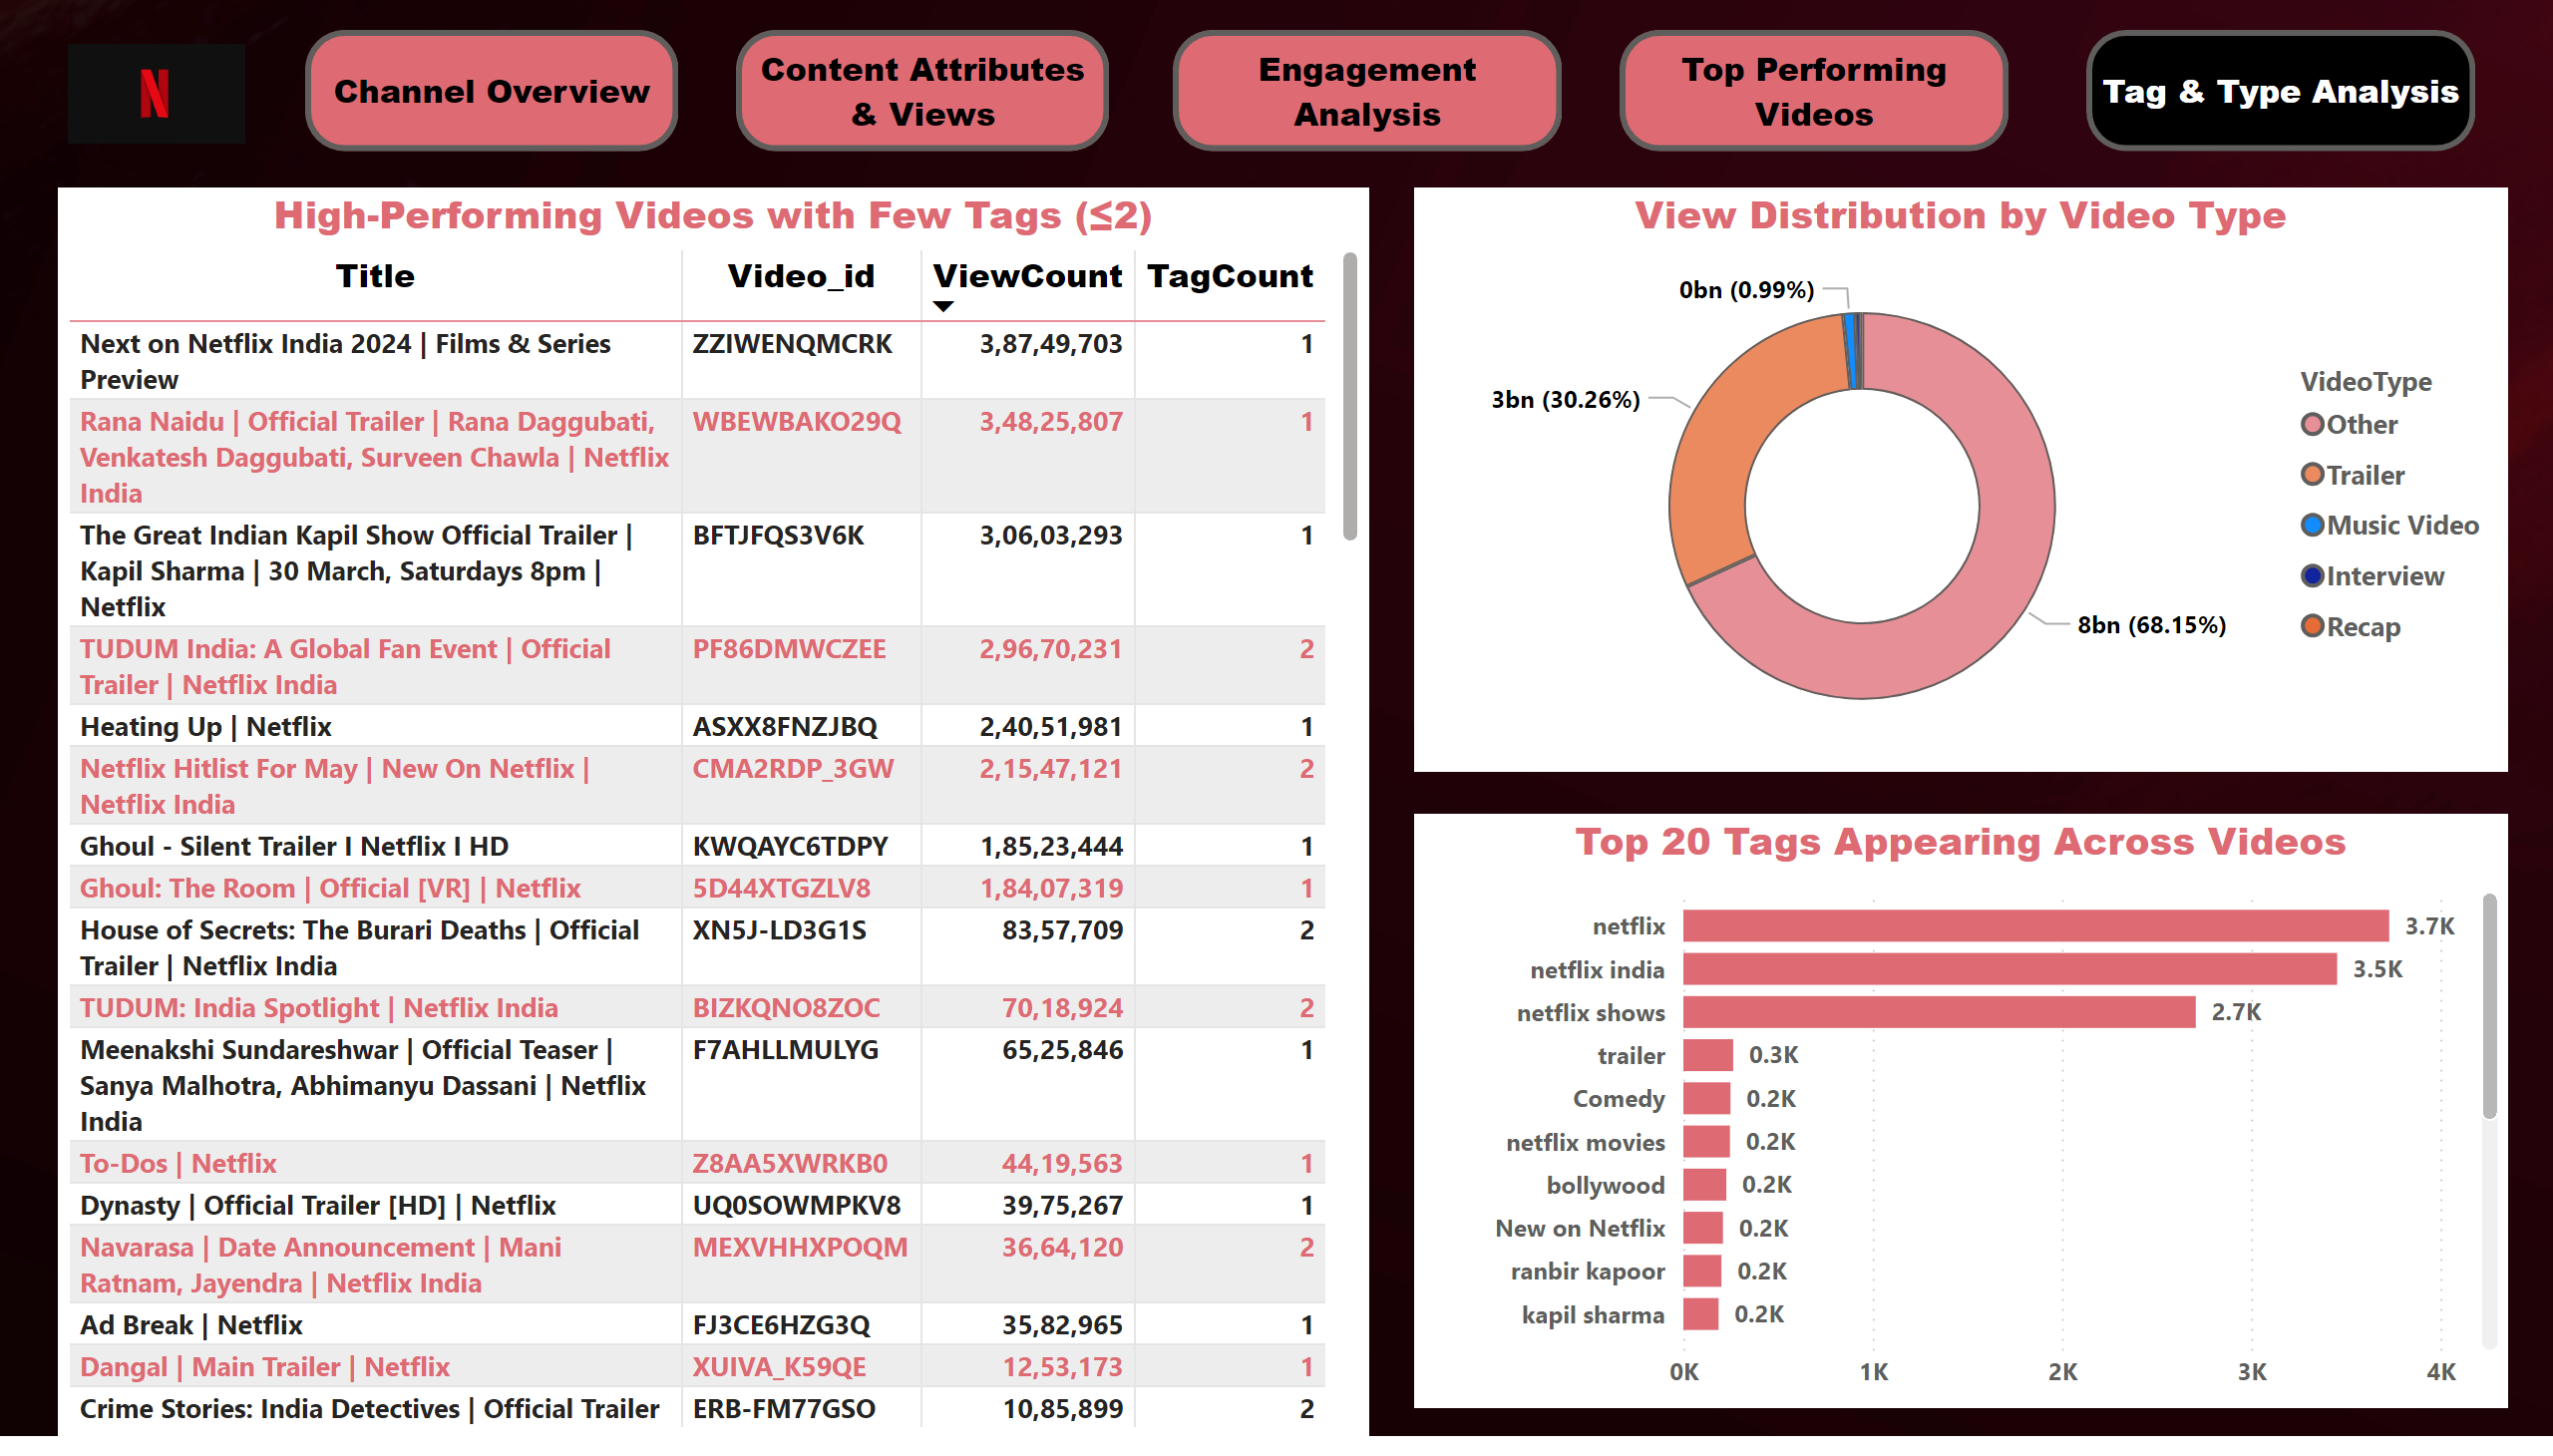 N
Channel Overview
Content Attributes
& Views
Engagement
Analysis
Top Performing
Videos
Tag & Type Analysis
High-Performing Videos with Few Tags (≤2)
Title Video_id ViewCount TagCount
Next on Netflix India 2024 | Films & Series ZZIWENQMCRK 3,87,49,703 1
Preview
Rana Naidu | Official Trailer | Rana Daggubati, WBEWBAKO29Q 3,48,25,807 1
Venkatesh Daggubati, Surveen Chawla | Netflix
India
The Great Indian Kapil Show Official Trailer | BFTJFQS3V6K 3,06,03,293 1
Kapil Sharma | 30 March, Saturdays 8pm |
Netflix
TUDUM India: A Global Fan Event | Official PF86DMWCZEE 2,96,70,231 2
Trailer | Netflix India
Heating Up | Netflix ASXX8FNZJBQ 2,40,51,981 1
Netflix Hitlist For May | New On Netflix | CMA2RDP_3GW 2,15,47,121 2
Netflix India
Ghoul - Silent Trailer I Netflix I HD KWQAYC6TDPY 1,85,23,444 1
Ghoul: The Room | Official [VR] | Netflix 5D44XTGZLV8 1,84,07,319 1
House of Secrets: The Burari Deaths | Official XN5J-LD3G1S 83,57,709 2
Trailer | Netflix India
TUDUM: India Spotlight | Netflix India BIZKQNO8ZOC 70,18,924 2
Meenakshi Sundareshwar | Official Teaser | F7AHLLMULYG 65,25,846 1
Sanya Malhotra, Abhimanyu Dassani | Netflix
India
To-Dos | Netflix Z8AA5XWRKB0 44,19,563 1
Dynasty | Official Trailer [HD] | Netflix UQ0SOWMPKV8 39,75,267 1
Navarasa | Date Announcement | Mani MEXVHHXPOQM 36,64,120 2
Ratnam, Jayendra | Netflix India
Ad Break | Netflix FJ3CE6HZG3Q 35,82,965 1
Dangal | Main Trailer | Netflix XUIVA_K59QE 12,53,173 1
Crime Stories: India Detectives | Official Trailer ERB-FM77GSO 10,85,899 2
View Distribution by Video Type
0bn (0.99%)
3bn (30.26%)
8bn (68.15%)
VideoType
Other
Trailer
Music Video
Interview
Recap
Top 20 Tags Appearing Across Videos
netflix 3.7K
netflix india 3.5K
netflix shows 2.7K
trailer 0.3K
Comedy 0.2K
netflix movies 0.2K
bollywood 0.2K
New on Netflix 0.2K
ranbir kapoor 0.2K
kapil sharma 0.2K
0K 1K 2K 3K 4K